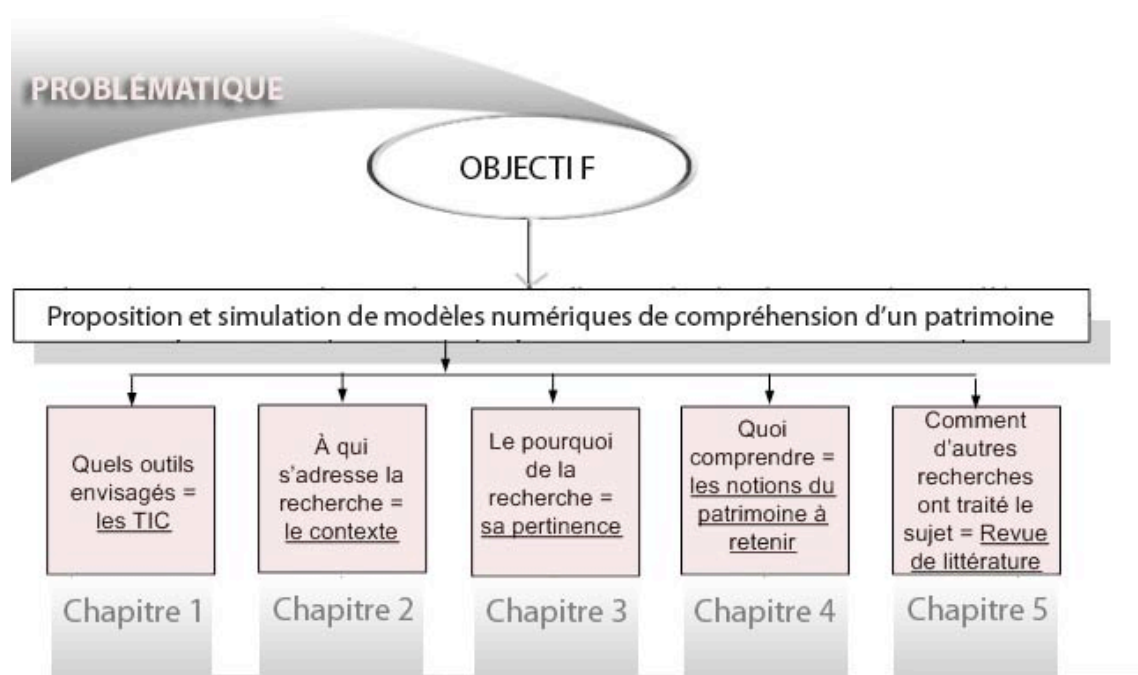 PROBLÉMATIQUE
OBJECTIF
Proposition et simulation de modèles numériques de compréhension d'un patrimoine
Quels outils
envisagés =
les TIC
À qui
s'adresse la
recherche =
le contexte
Le pourquoi
de la
recherche =
sa pertinence
Quoi
comprendre =
les notions du
patrimoine à
retenir
Comment
d'autres
recherches
ont traité le
sujet = Revue
de littérature
Chapitre 1
Chapitre 2
Chapitre 3
Chapitre 4
Chapitre 5